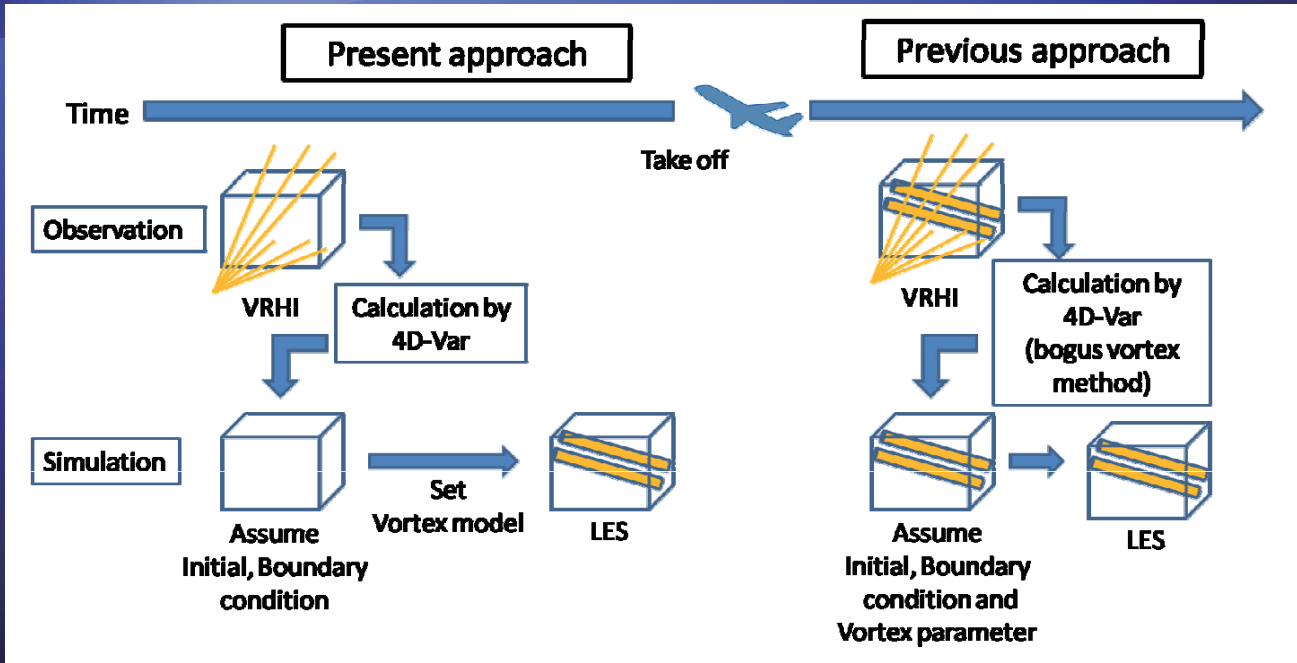 Present approach
Previous approach
Time
Take off
Observation
VRHI
Calculation by
4D-Var
VRHI
Calculation by
4D-Var
(bogus vortex
method)
Simulation
Set
Vortex model
Assume
Initial, Boundary
condition
LES
Assume
Initial, Boundary
condition and
Vortex parameter
LES